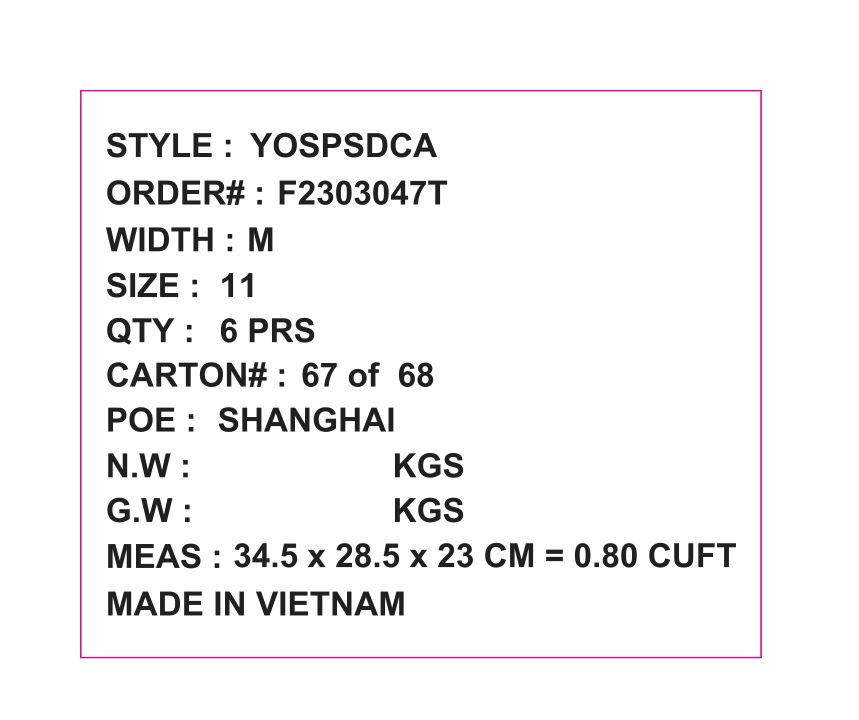 STYLE : YOSPSDCA
ORDER# : F2303047T
WIDTH : M
SIZE : 11
QTY : 6 PRS
CARTON# : 67 of 68
POE : SHANGHAI
N.W : KGS
G.W : KGS
MEAS : 34.5 x 28.5 x 23 CM = 0.80 CUFT
MADE IN VIETNAM